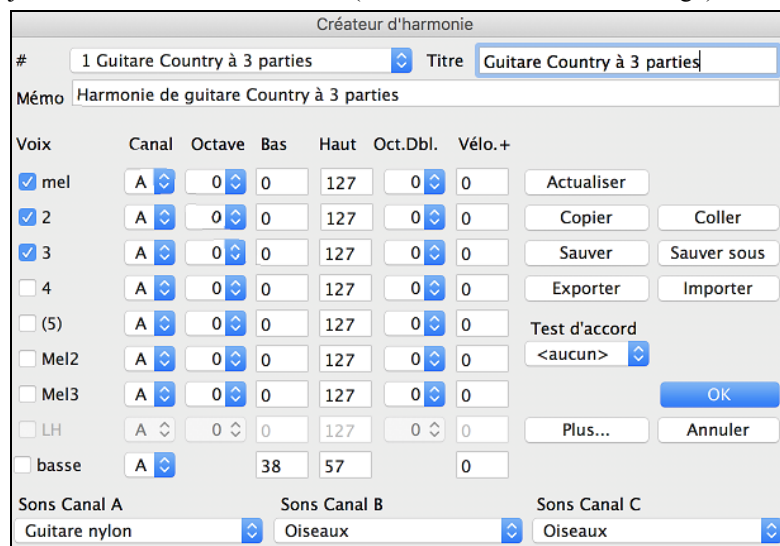 Créateur d'harmonie
# 1 Guitare Country à 3 parties Titre Guitare Country à 3 parties
Mémo Harmonie de guitare Country à 3 parties
Voix Canal Octave Bas Haut Oct.Dbl. Vélo.+
mel A 0 0 127 0 0 Actualiser
2 A 0 0 127 0 0 Copier Coller
3 A 0 0 127 0 0 Sauver Sauver sous
4 A 0 0 127 0 0 Exporter Importer
(5) A 0 0 127 0 0 Test d'accord
Mel2 A 0 0 127 0 0 <aucun>
Mel3 A 0 0 127 0 0 OK
LH A 0 0 127 0 0 Plus... Annuler
basse A 38 57 0
Sons Canal A Sons Canal B Sons Canal C
Guitare nylon Oiseaux Oiseaux